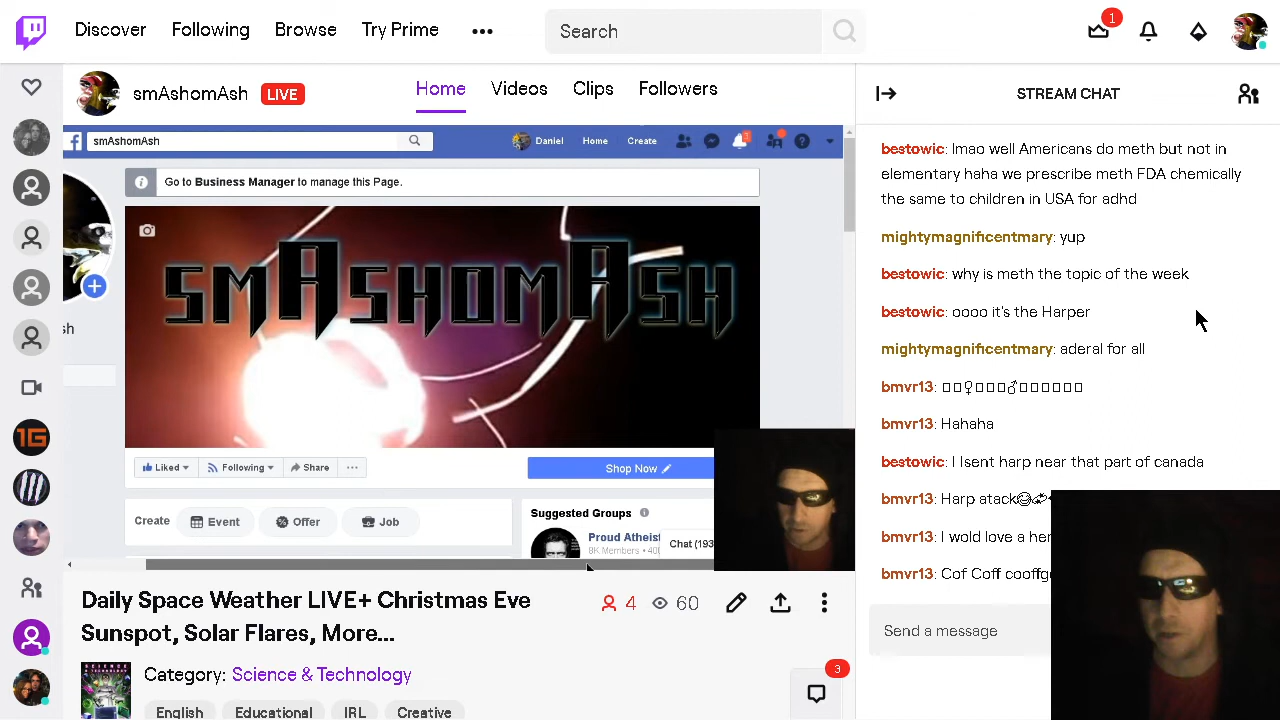 Discover Following Browse Try Prime ••• Search 1
smAshomAsh LIVE Home Videos Clips Followers
STREAM CHAT
smAshomAsh Daniel Home Create
Go to Business Manager to manage this Page.
smAshomAsh
sh
Liked Following Share ··· Shop Now
Create Event Offer Job
Suggested Groups
Proud Atheist
8K Members •
Chat (193
Daily Space Weather LIVE+ Christmas Eve
Sunspot, Solar Flares, More...
4 60
Category: Science & Technology
English Educational IRL Creative
3
bestowic: lmao well Americans do meth but not in
elementary haha we prescribe meth FDA chemically
the same to children in USA for adhd
mightymagnificentmary: yup
bestowic: why is meth the topic of the week
bestowic: oooo it's the Harper
mightymagnificentmary: aderal for all
bmvr13: ▯▯♀▯▯▯♂▯▯▯▯▯▯
bmvr13: Hahaha
bestowic: I lsent harp near that part of canada
bmvr13: Harp atack
bmvr13: I wold love a her
bmvr13: Cof Coff cooffg
Send a message